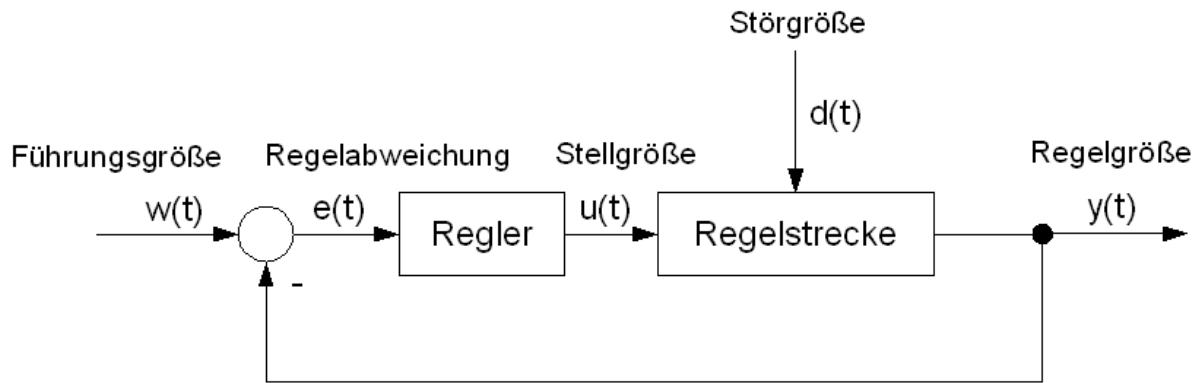 Störgröße
d(t)
Führungsgröße
Regelabweichung
Stellgröße
Regelgröße
w(t)
e(t)
u(t)
y(t)
Regler
Regelstrecke
-